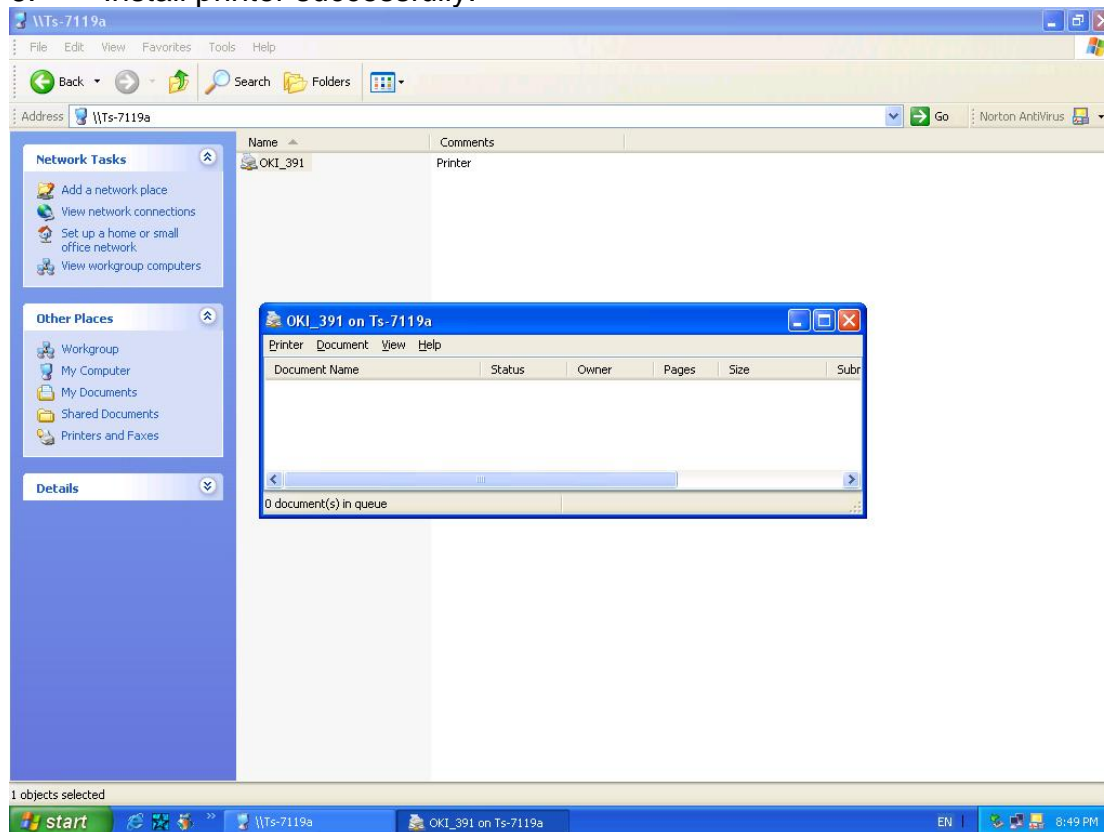 Install printer successfully.
\\Ts-7119a
File Edit View Favorites Tools Help
Back Search Folders
Address \\Ts-7119a Go Norton AntiVirus
Name Comments
OKI_391 Printer
Network Tasks
Add a network place
View network connections
Set up a home or small
office network
View workgroup computers
Other Places
Workgroup
My Computer
My Documents
Shared Documents
Printers and Faxes
Details
OKI_391 on Ts-7119a
Printer Document View Help
Document Name Status Owner Pages Size Subr
0 document(s) in queue
1 objects selected
start \\Ts-7119a OKI_391 on Ts-7119a EN 8:49 PM